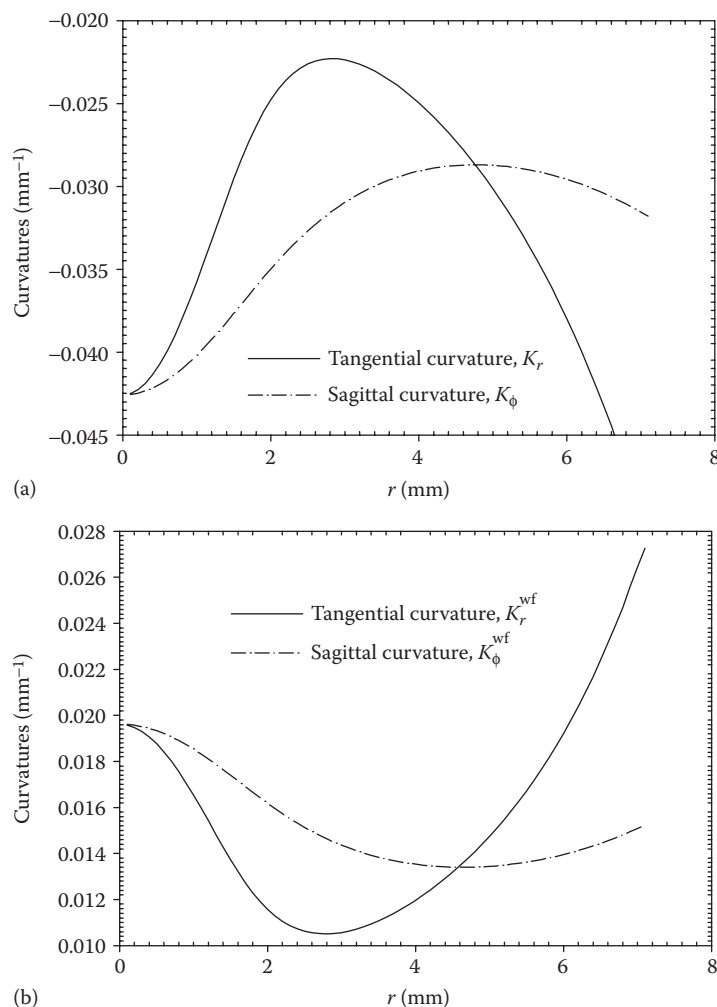 −0.020
−0.025
−0.030
−0.035
−0.040
−0.045
Curvatures (mm⁻¹)
Tangential curvature, Kᵣ
Sagittal curvature, K_ϕ
0 2 4 6 8
(a)
r (mm)
0.028
0.026
0.024
0.022
0.020
0.018
0.016
0.014
0.012
0.010
Curvatures (mm⁻¹)
Tangential curvature, K_r^wf
Sagittal curvature, K_ϕ^wf
0 2 4 6 8
(b)
r (mm)